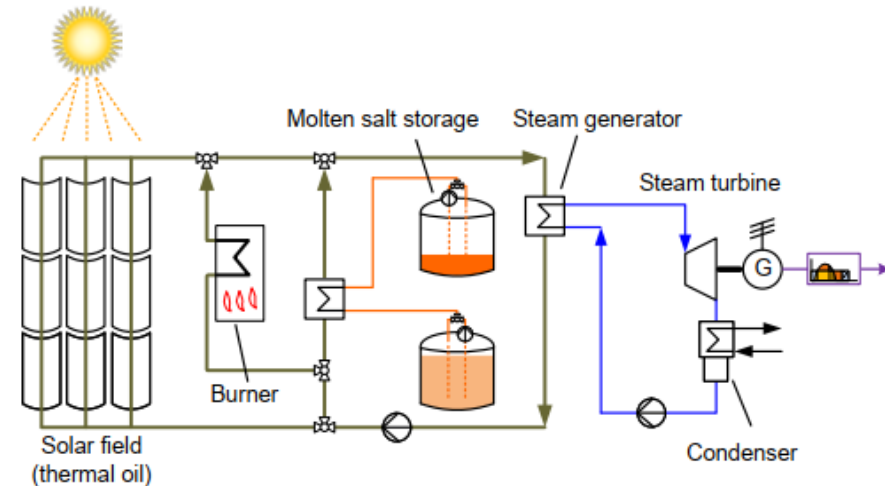 Molten salt storage
Steam generator
Steam turbine
G
Burner
Condenser
Solar field
(thermal oil)